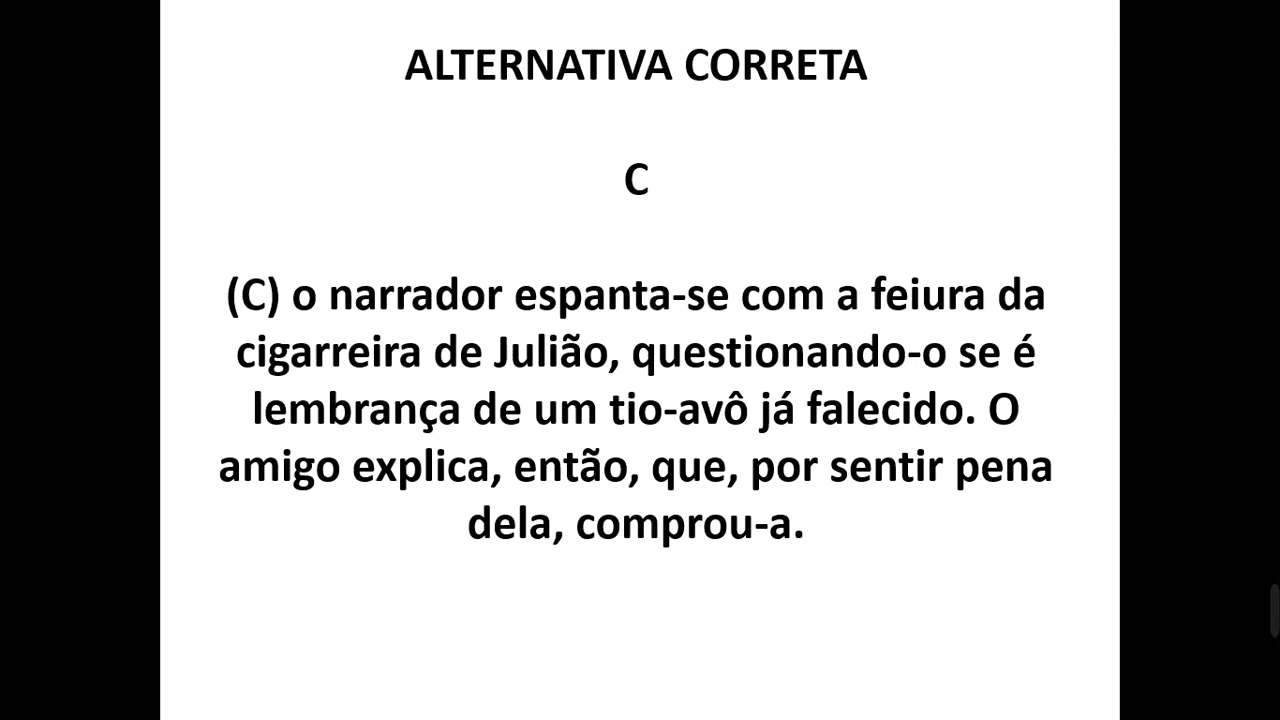 ALTERNATIVA CORRETA
C
(C) o narrador espanta-se com a feiura da
cigarreira de Julião, questionando-o se é
lembrança de um tio-avô já falecido. O
amigo explica, então, que, por sentir pena
dela, comprou-a.